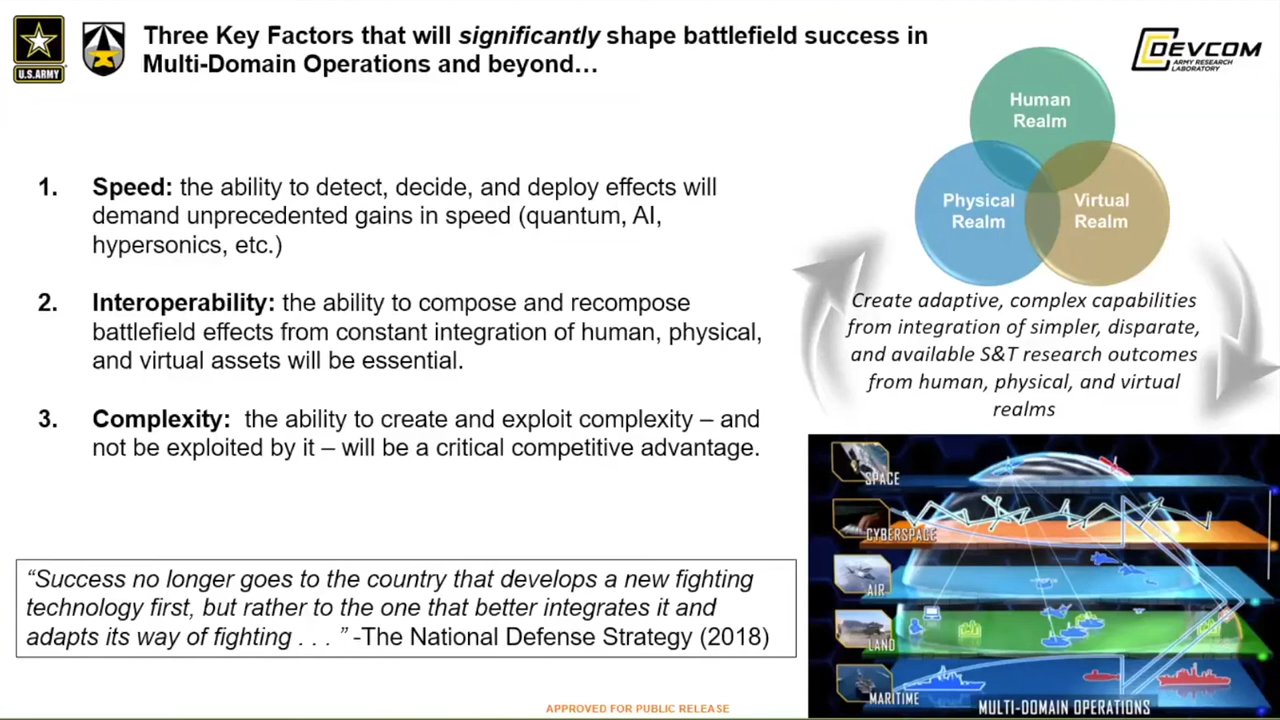 Three Key Factors that will significantly shape battlefield success in
Multi-Domain Operations and beyond…
U.S.ARMY
DEVCOM
ARMY RESEARCH
LABORATORY
1. Speed: the ability to detect, decide, and deploy effects will
demand unprecedented gains in speed (quantum, AI,
hypersonics, etc.)
2. Interoperability: the ability to compose and recompose
battlefield effects from constant integration of human, physical,
and virtual assets will be essential.
3. Complexity: the ability to create and exploit complexity – and
not be exploited by it – will be a critical competitive advantage.
“Success no longer goes to the country that develops a new fighting
technology first, but rather to the one that better integrates it and
adapts its way of fighting . . . ” -The National Defense Strategy (2018)
Human
Realm
Physical
Realm
Virtual
Realm
Create adaptive, complex capabilities
from integration of simpler, disparate,
and available S&T research outcomes
from human, physical, and virtual
realms
SPACE
CYBERSPACE
AIR
LAND
MARITIME
MULTI-DOMAIN OPERATIONS
APPROVED FOR PUBLIC RELEASE